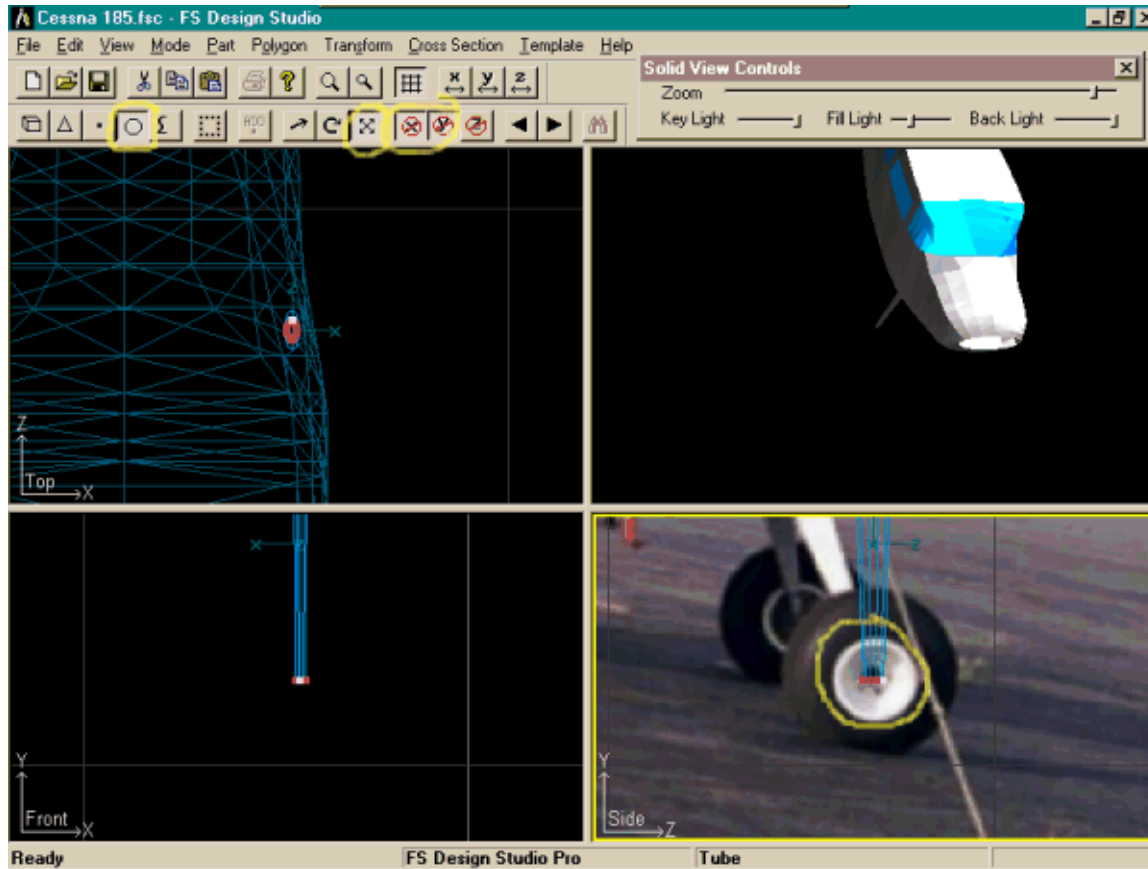 Cessna 185.fsc - FS Design Studio
File Edit View Mode Part Polygon Transform Cross Section Template Help
Solid View Controls
Zoom
x y z
Key Light Fill Light Back Light
ADD
x
Z
Top
X
x
z
Y
Front
X
Y
Side
Z
Ready FS Design Studio Pro Tube